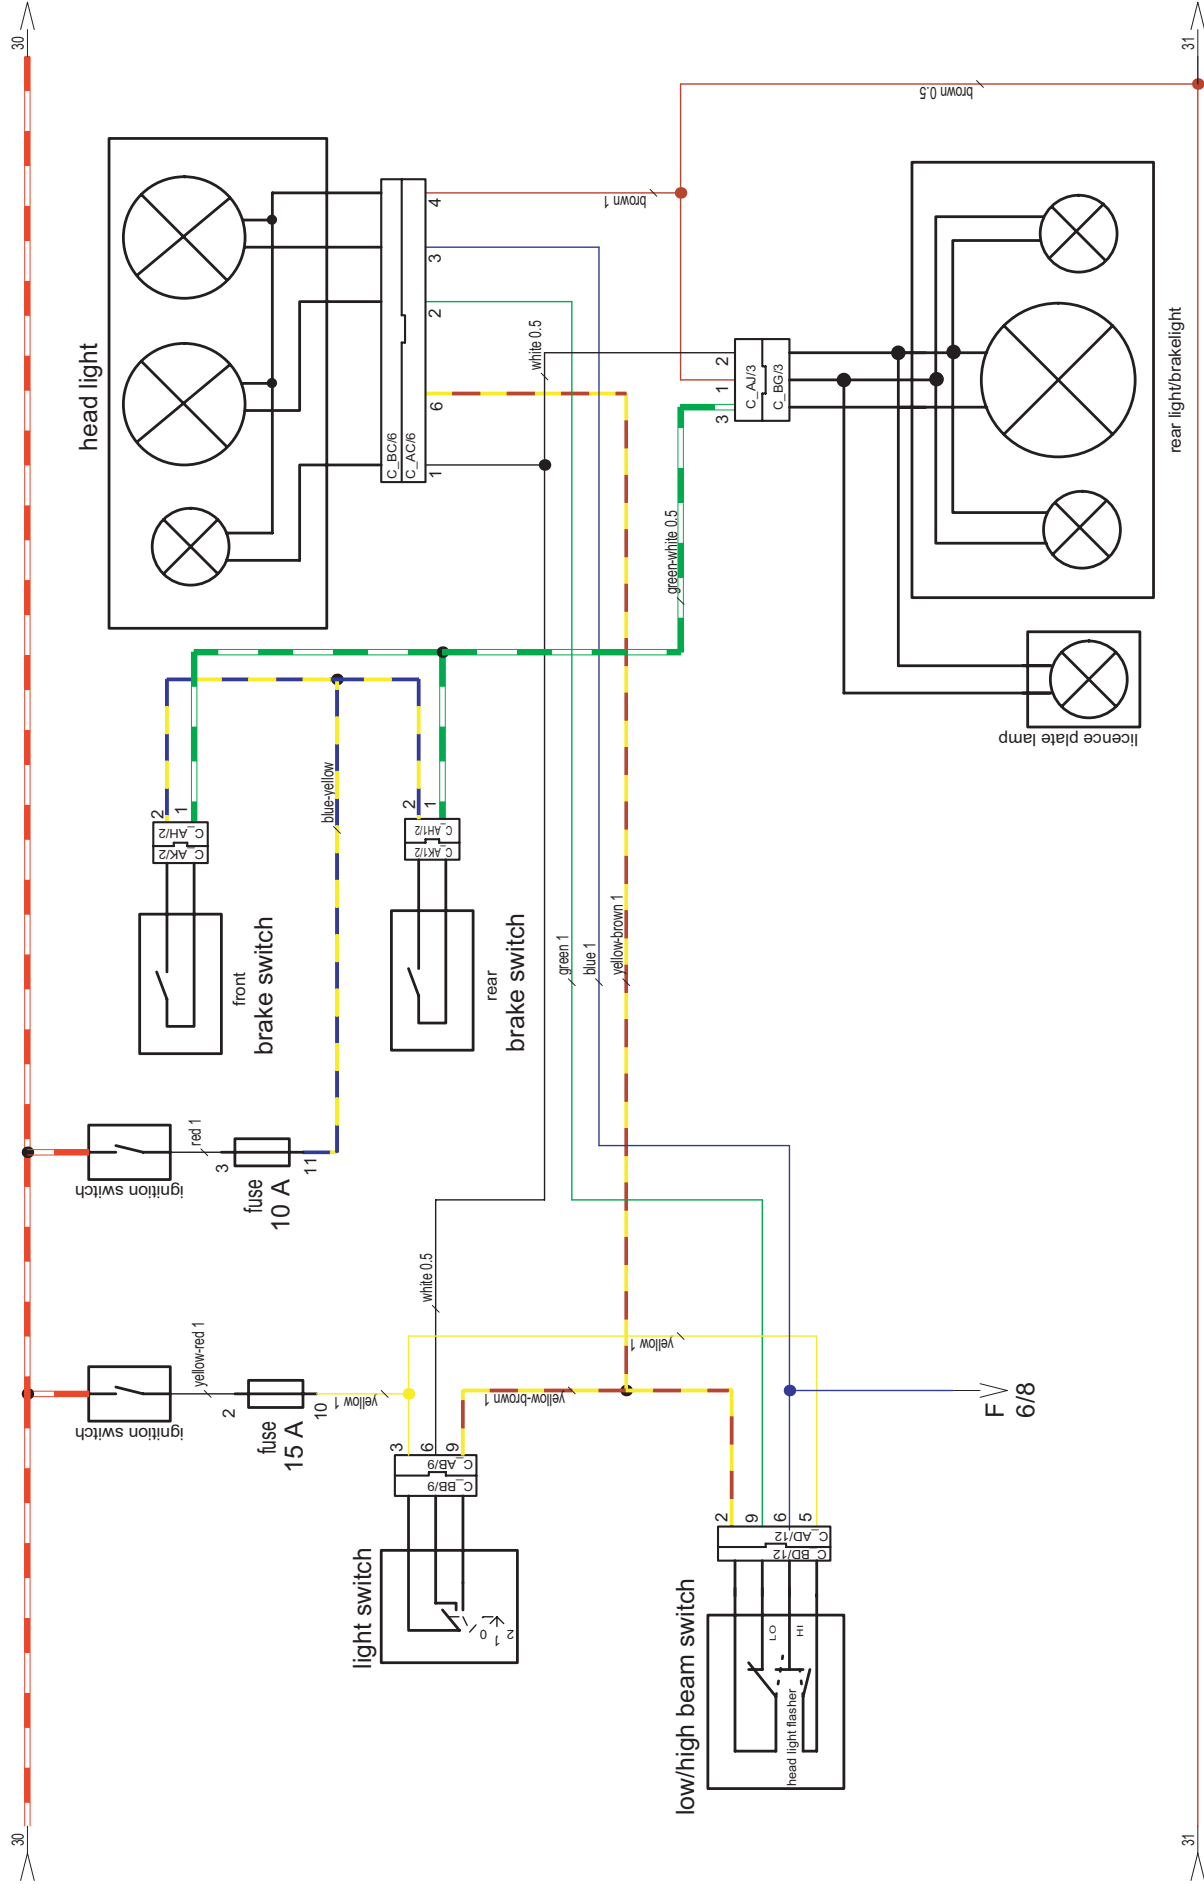 30
31
head light
C_BC/6
C_AC/6
4
3
2
6
1
brown 1
brown 0.5
white 0.5
C_AJ/3
C_BG/3
2
1
3
green-white 0.5
rear light/brakelight
licence plate lamp
2
1
C_AH/2
C_AK/2
front
brake switch
blue-yellow
2
1
C_AH1/2
C_AK1/2
rear
brake switch
green 1
blue 1
yellow-brown 1
ignition switch
red 1
3
11
fuse
10 A
ignition switch
yellow-red 1
2
10
fuse
15 A
yellow 1
white 0.5
yellow 1
yellow-brown 1
3
6
9
C_AB/9
C_BB/9
light switch
2
1
0
2
9
6
5
C_AD/12
C_BD/12
low/high beam switch
LO
HI
head light flasher
F
6/8
30
31